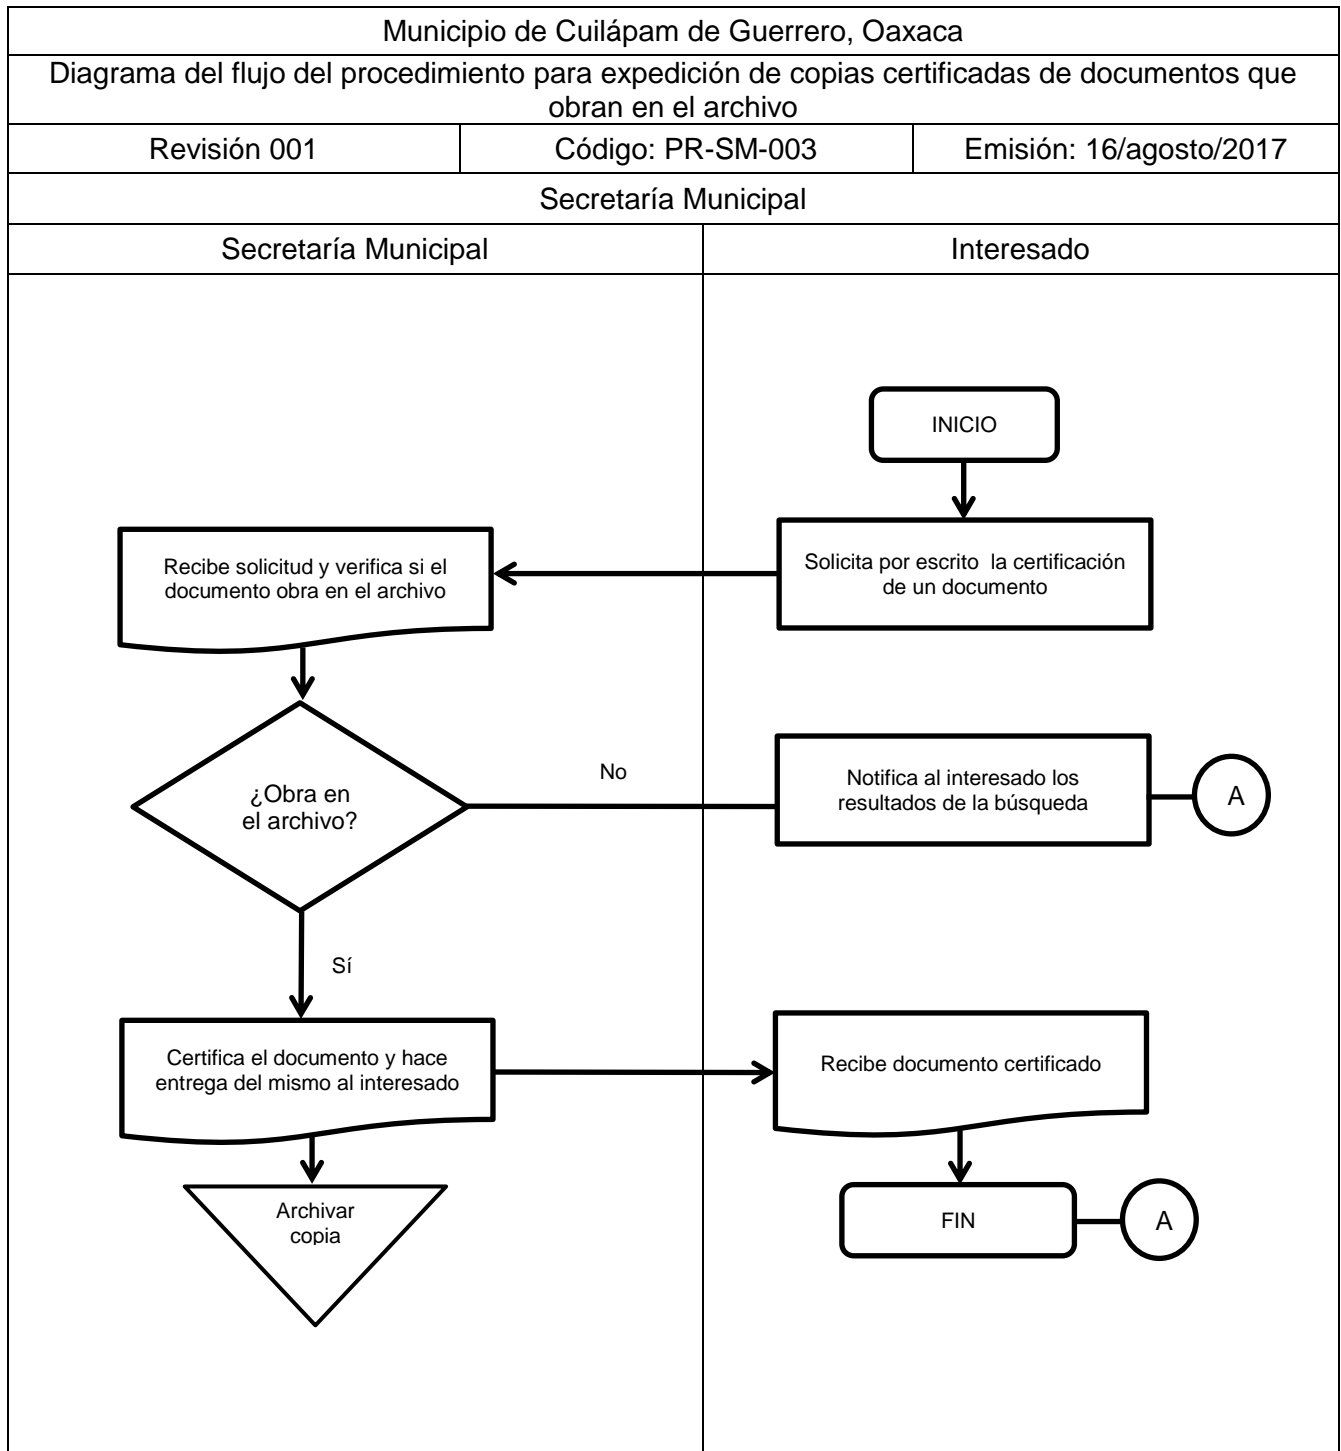 Municipio de Cuilápam de Guerrero, Oaxaca
Diagrama del flujo del procedimiento para expedición de copias certificadas de documentos que
obran en el archivo
Revisión 001
Código: PR-SM-003
Emisión: 16/agosto/2017
Secretaría Municipal
Secretaría Municipal
Interesado
INICIO
Solicita por escrito la certificación
de un documento
Recibe solicitud y verifica si el
documento obra en el archivo
¿Obra en
el archivo?
No
Notifica al interesado los
resultados de la búsqueda
A
Sí
Certifica el documento y hace
entrega del mismo al interesado
Recibe documento certificado
Archivar
copia
FIN
A